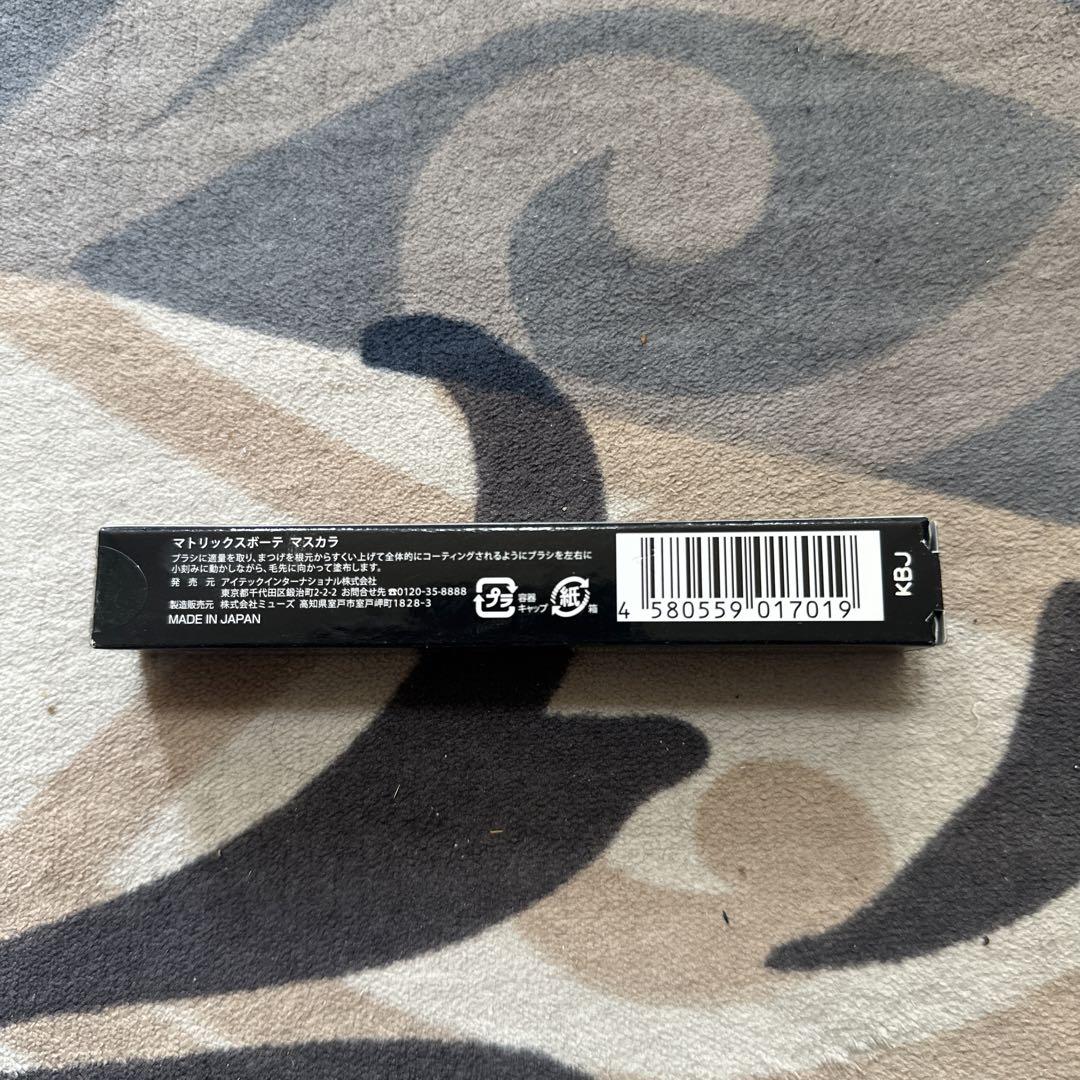 マトリックスボーテ マスカラ
ブラシに適量を取り、まつげを根元からすくい上げて全体的にコーティングされるようにブラシを左右に
小刻みに動かしながら、毛先に向かって塗布します。
発 売 元 アイテックインターナショナル株式会社
東京都千代田区鍛治町2-2-2 お問合せ先 ☎0120-35-8888
製造販売元 株式会社ミューズ 高知県室戸市室戸岬町1828-3
MADE IN JAPAN
プラ 容器
キャップ
紙 箱
4 580559 017019
KBJ